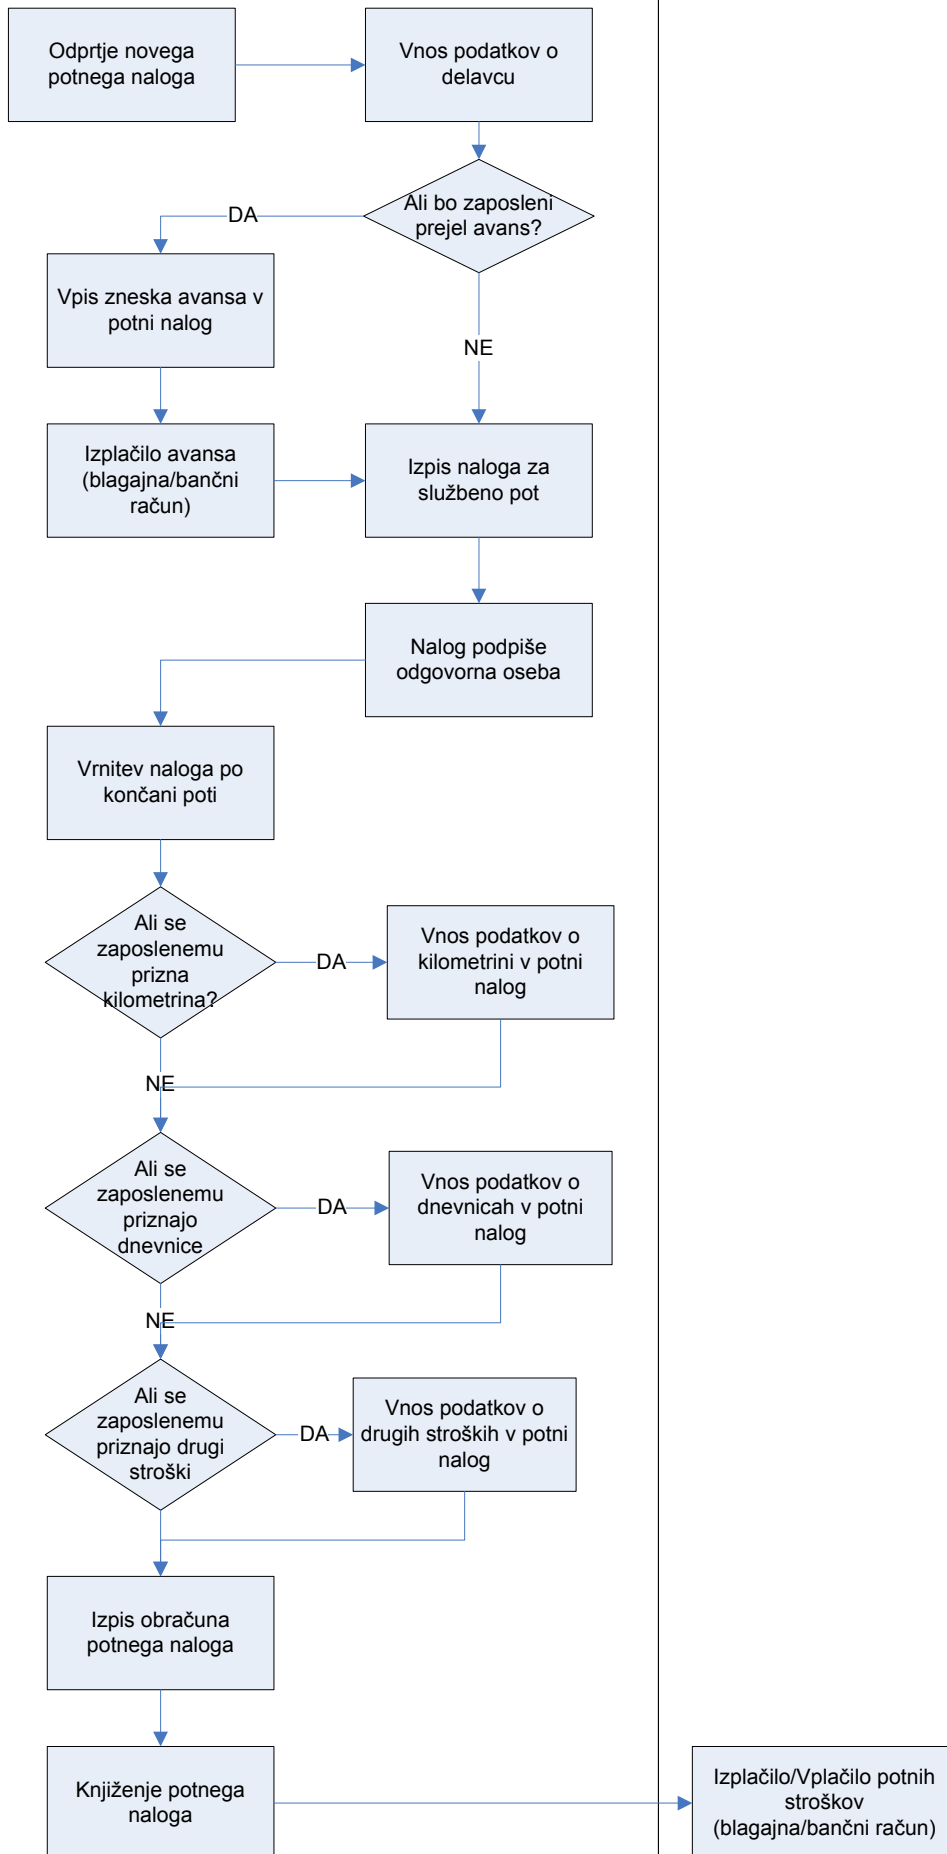 Odprtje novega
potnega naloga
Vnos podatkov o
delavcu
Ali bo zaposleni
prejel avans?
DA
Vpis zneska avansa v
potni nalog
NE
Izplačilo avansa
(blagajna/bančni
račun)
Izpis naloga za
službeno pot
Nalog podpiše
odgovorna oseba
Vrnitev naloga po
končani poti
Ali se
zaposlenemu
prizna
kilometrina?
DA
Vnos podatkov o
kilometrini v potni
nalog
NE
Ali se
zaposlenemu
priznajo
dnevnice
DA
Vnos podatkov o
dnevnicah v potni
nalog
NE
Ali se
zaposlenemu
priznajo drugi
stroški
DA
Vnos podatkov o
drugih stroških v potni
nalog
Izpis obračuna
potnega naloga
Knjiženje potnega
naloga
Izplačilo/Vplačilo potnih
stroškov
(blagajna/bančni račun)